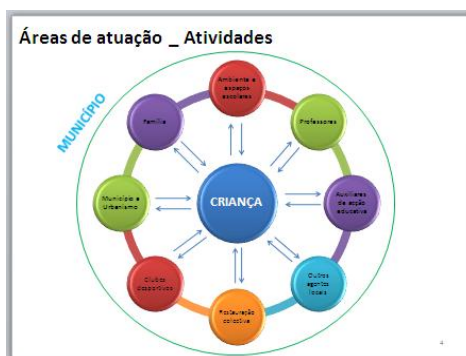 Áreas de atuação _ Atividades
MUNICÍPIO
Ambiente e
espaços
escolares
Família
Professores
Município e
Urbanismo
CRIANÇA
Auxiliares
de acção
educativa
Clubes
desportivos
Outros
agentes
locais
Restauração
colectiva
4